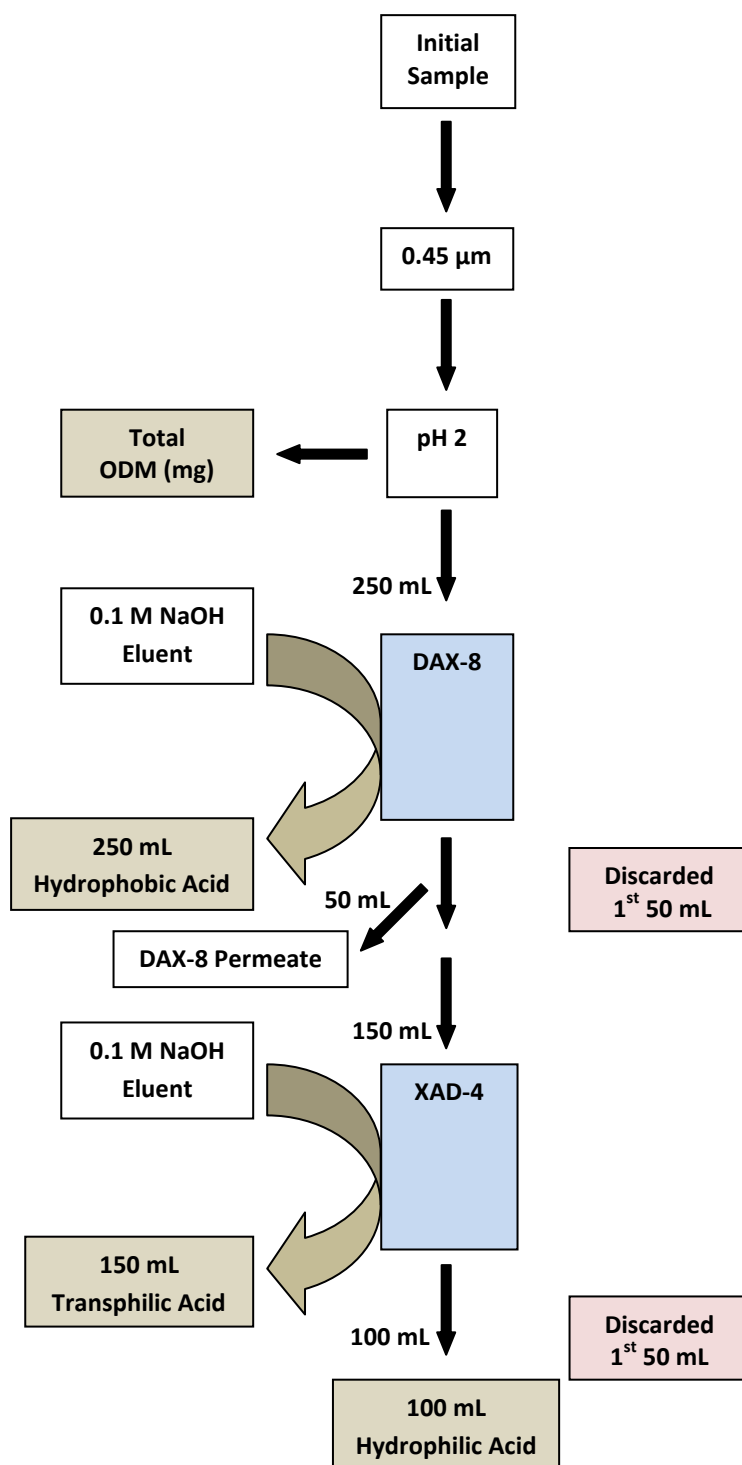 Initial
Sample
0.45 µm
Total
ODM (mg)
pH 2
250 mL
0.1 M NaOH
Eluent
DAX-8
250 mL
Hydrophobic Acid
Discarded
1st 50 mL
50 mL
DAX-8 Permeate
150 mL
0.1 M NaOH
Eluent
XAD-4
150 mL
Transphilic Acid
Discarded
1st 50 mL
100 mL
100 mL
Hydrophilic Acid